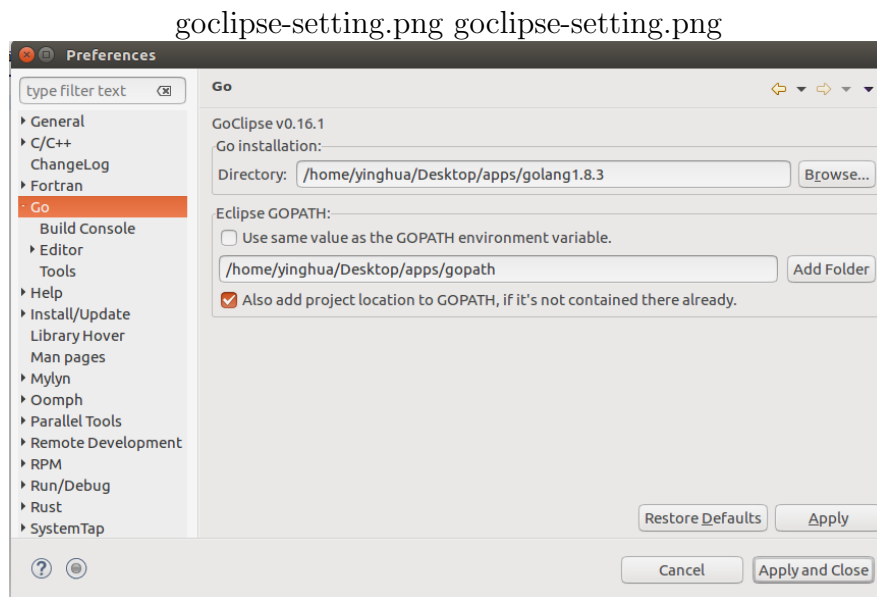 goclipse-setting.png goclipse-setting.png
Preferences
type filter text
General
C/C++
ChangeLog
Fortran
Go
Build Console
Editor
Tools
Help
Install/Update
Library Hover
Man pages
Mylyn
Oomph
Parallel Tools
Remote Development
RPM
Run/Debug
Rust
SystemTap
Go
GoClipse v0.16.1
Go installation:
Directory: /home/yinghua/Desktop/apps/golang1.8.3 Browse...
Eclipse GOPATH:
Use same value as the GOPATH environment variable.
/home/yinghua/Desktop/apps/gopath Add Folder
Also add project location to GOPATH, if it's not contained there already.
Restore Defaults Apply
Cancel Apply and Close